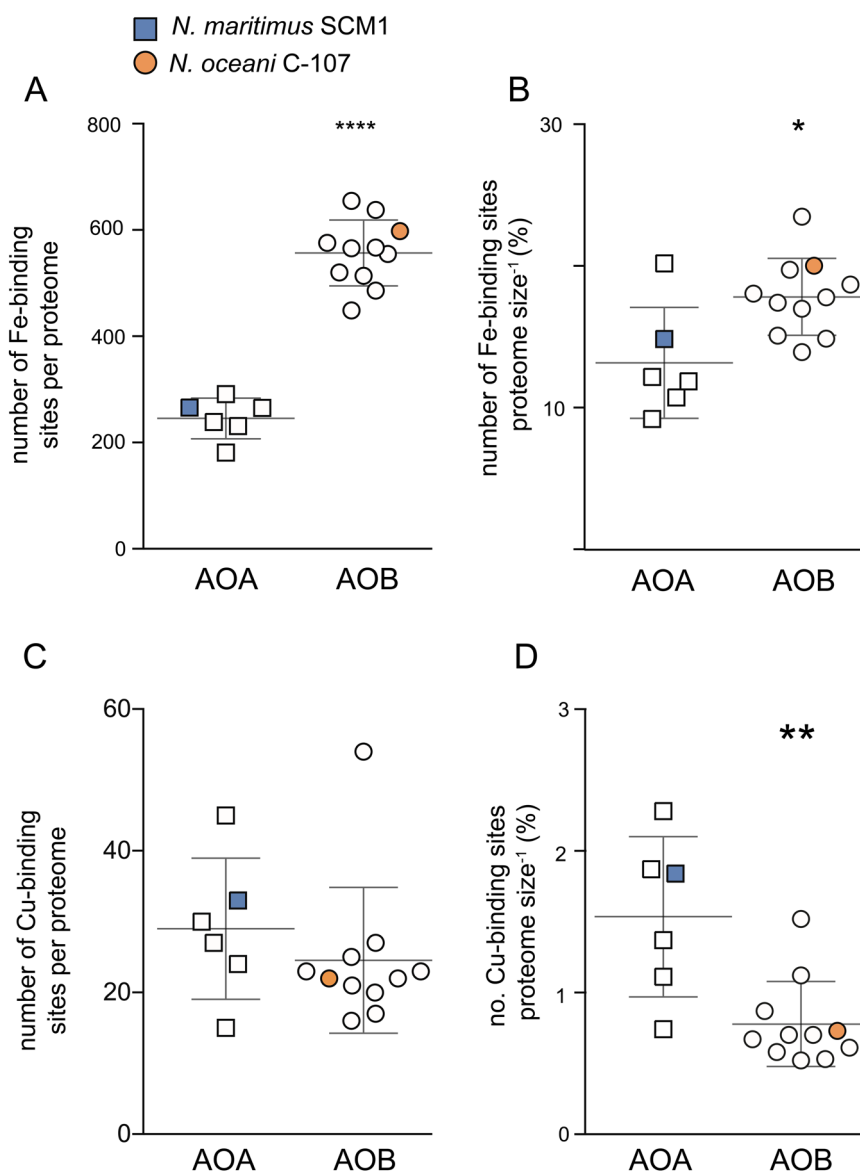 N. maritimus SCM1
N. oceani C-107
A
number of Fe-binding
sites per proteome
800
600
400
200
0
****
AOA
AOB
B
number of Fe-binding sites
proteome size⁻¹ (%)
30
10
*
AOA
AOB
C
number of Cu-binding
sites per proteome
60
40
20
0
AOA
AOB
D
no. Cu-binding sites
proteome size⁻¹ (%)
3
2
1
0
**
AOA
AOB